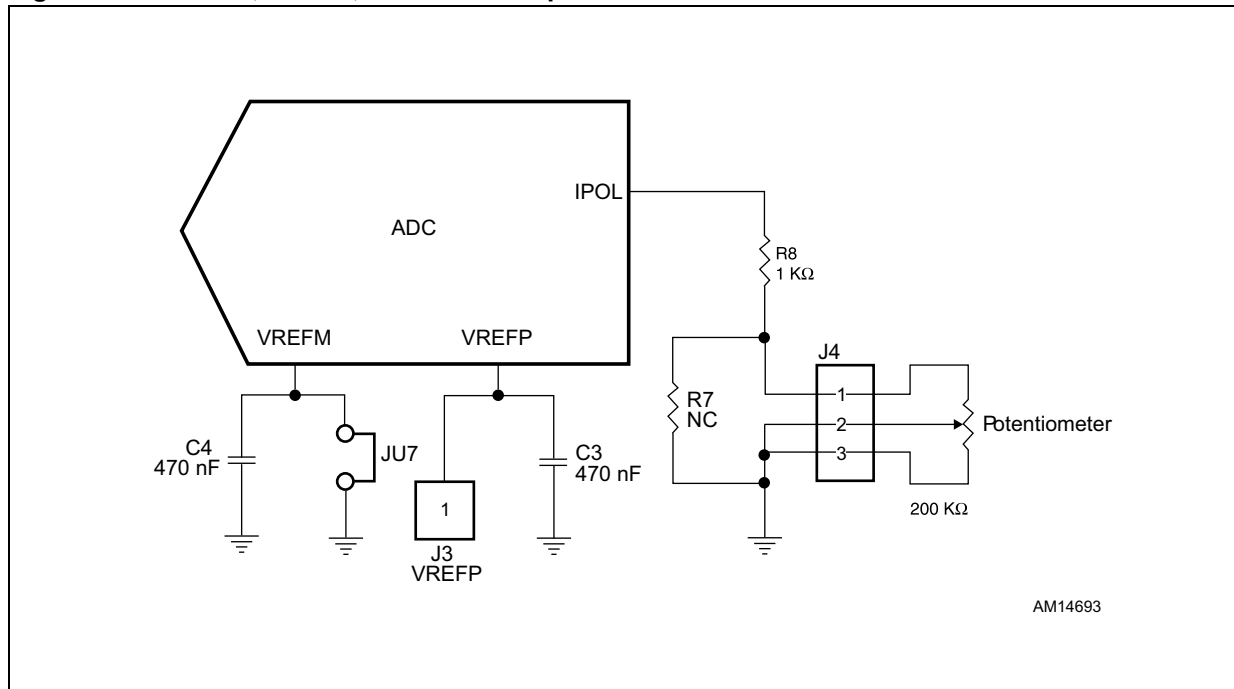 IPOL
ADC
R8
1 KΩ
VREFM
VREFP
J4
R7
NC
1
2
3
Potentiometer
200 KΩ
C4
470 nF
JU7
C3
470 nF
1
J3
VREFP
AM14693